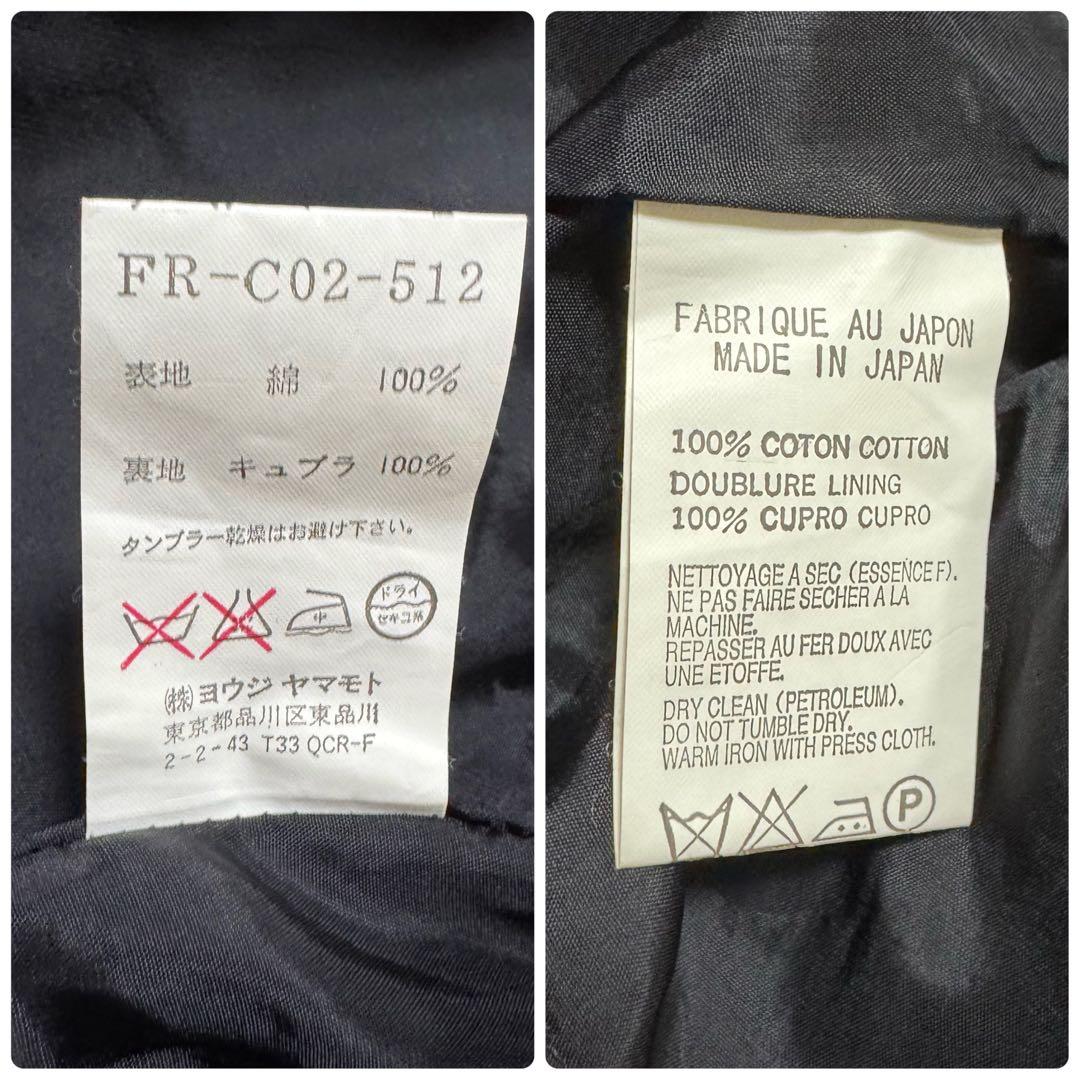 FR-C02-512
表地 綿 100%
裏地 キュプラ 100%
タンブラー乾燥はお避け下さい。
中
ドライ
セキユ系
(株)ヨウジ ヤマモト
東京都品川区東品川
2-2-43 T33 QCR-F
FABRIQUE AU JAPON
MADE IN JAPAN
100% COTON COTTON
DOUBLURE LINING
100% CUPRO CUPRO
NETTOYAGE A SEC (ESSENCE F).
NE PAS FAIRE SECHER A LA
MACHINE.
REPASSER AU FER DOUX AVEC
UNE ETOFFE.
DRY CLEAN (PETROLEUM).
DO NOT TUMBLE DRY.
WARM IRON WITH PRESS CLOTH.
P